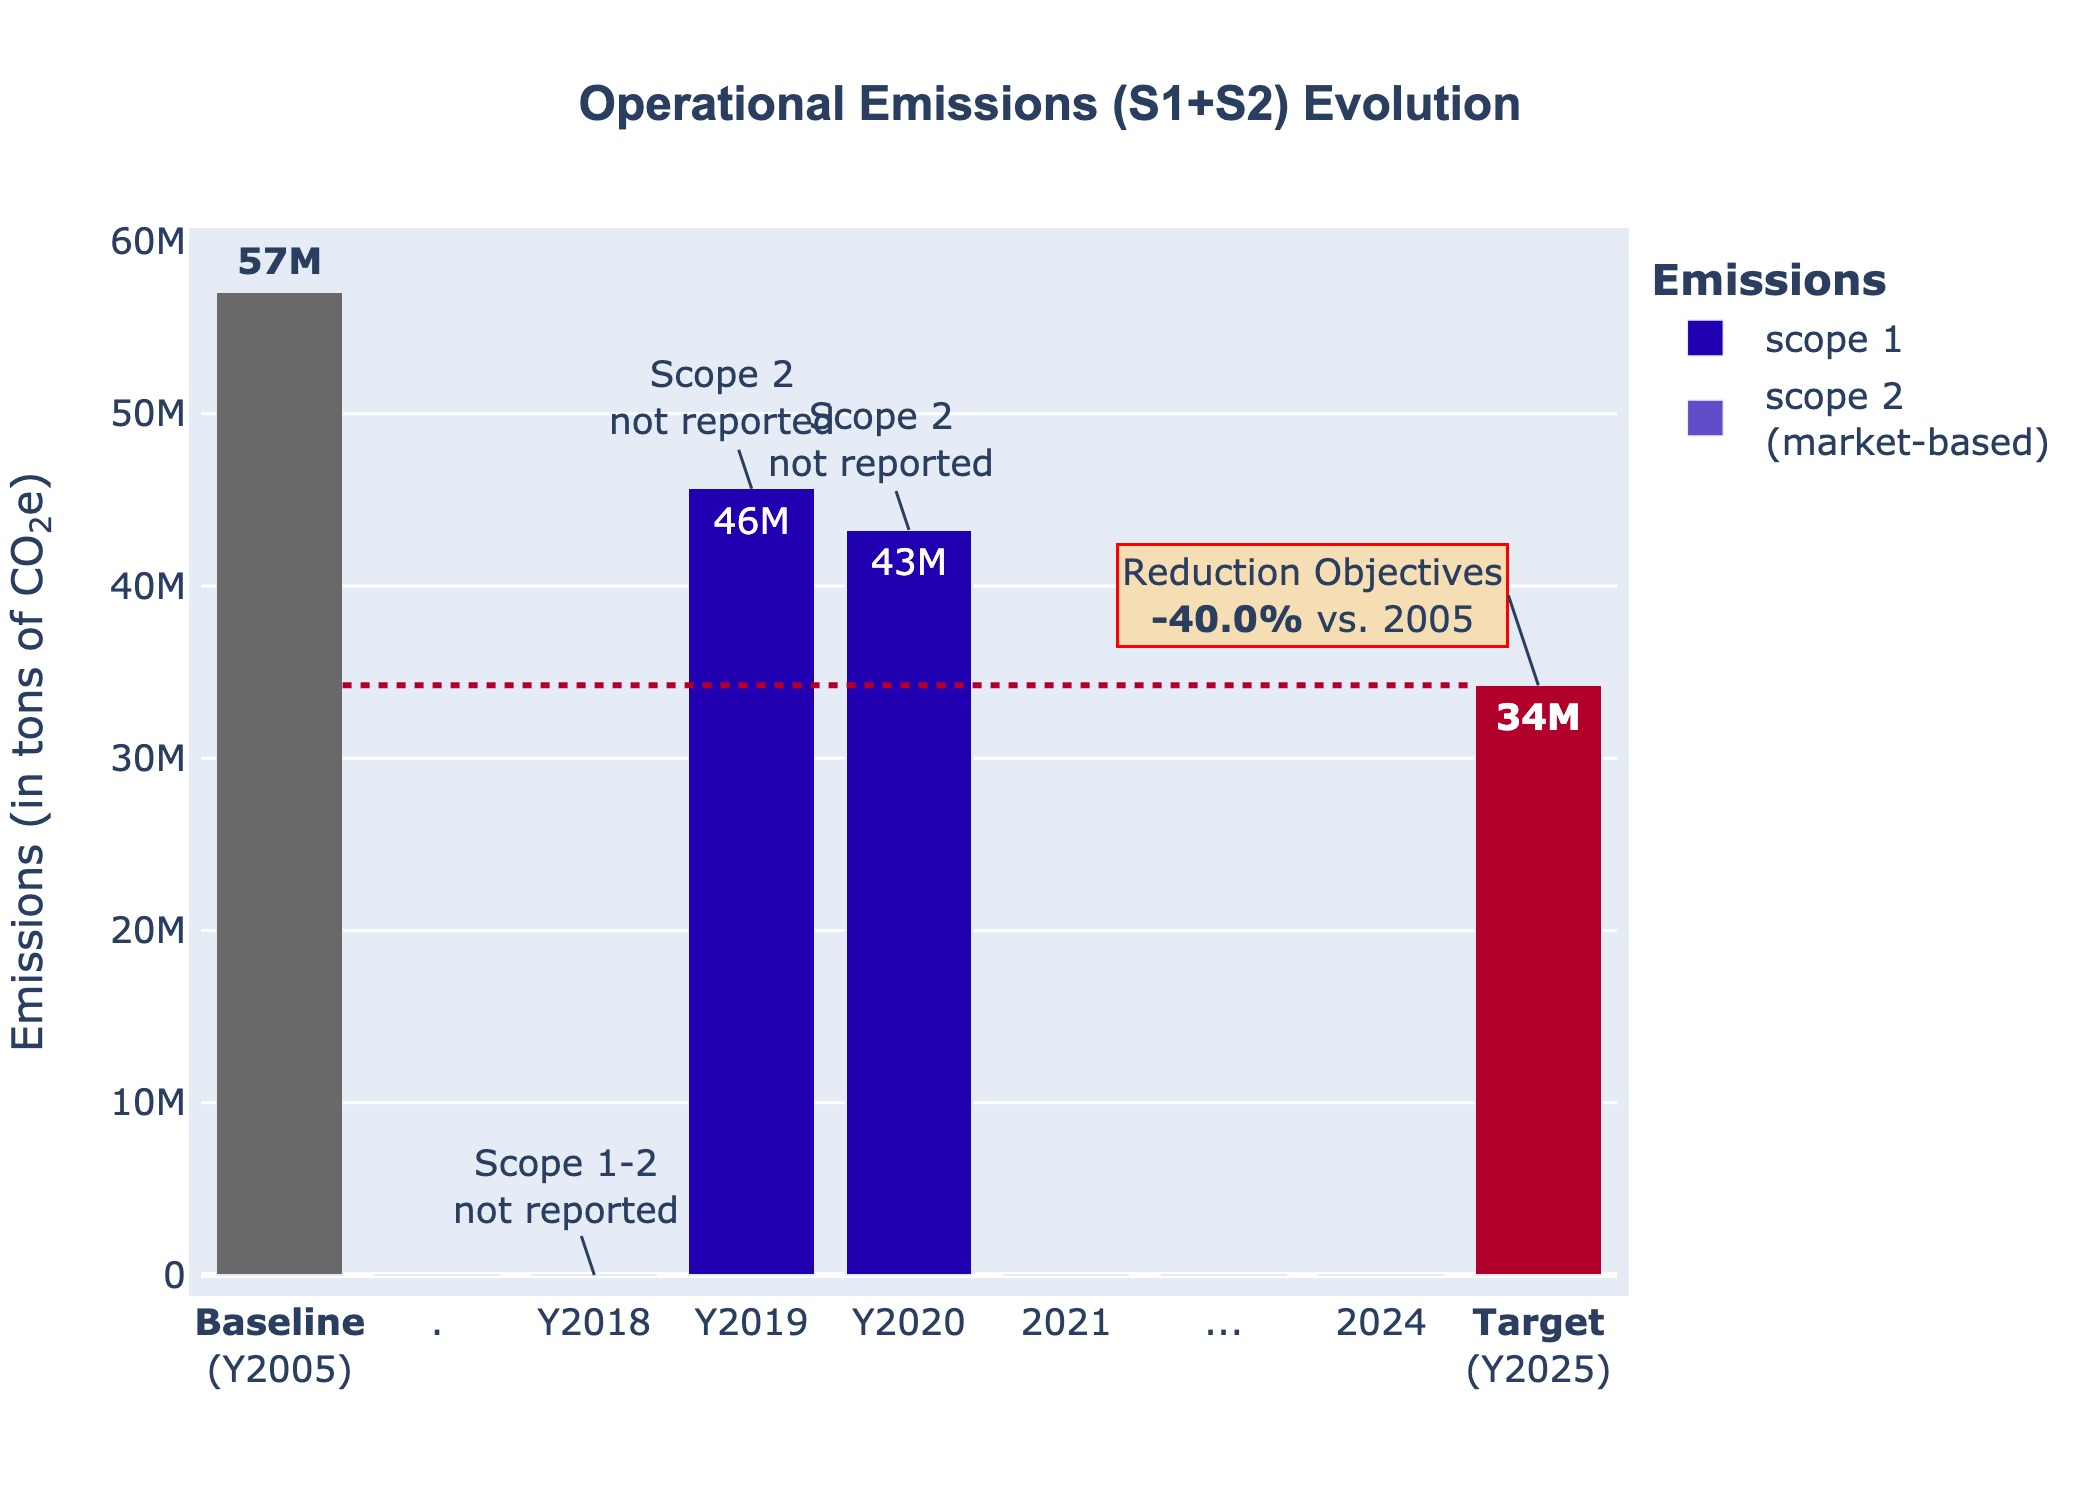 Operational Emissions (S1+S2) Evolution
Emissions (in tons of CO₂e)
60M
50M
40M
30M
20M
10M
0
57M
Scope 2
not reported
46M
Scope 2
not reported
43M
Scope 1-2
not reported
Reduction Objectives
-40.0% vs. 2005
34M
Baseline
(Y2005)
.
Y2018
Y2019
Y2020
2021
...
2024
Target
(Y2025)
Emissions
scope 1
scope 2
(market-based)